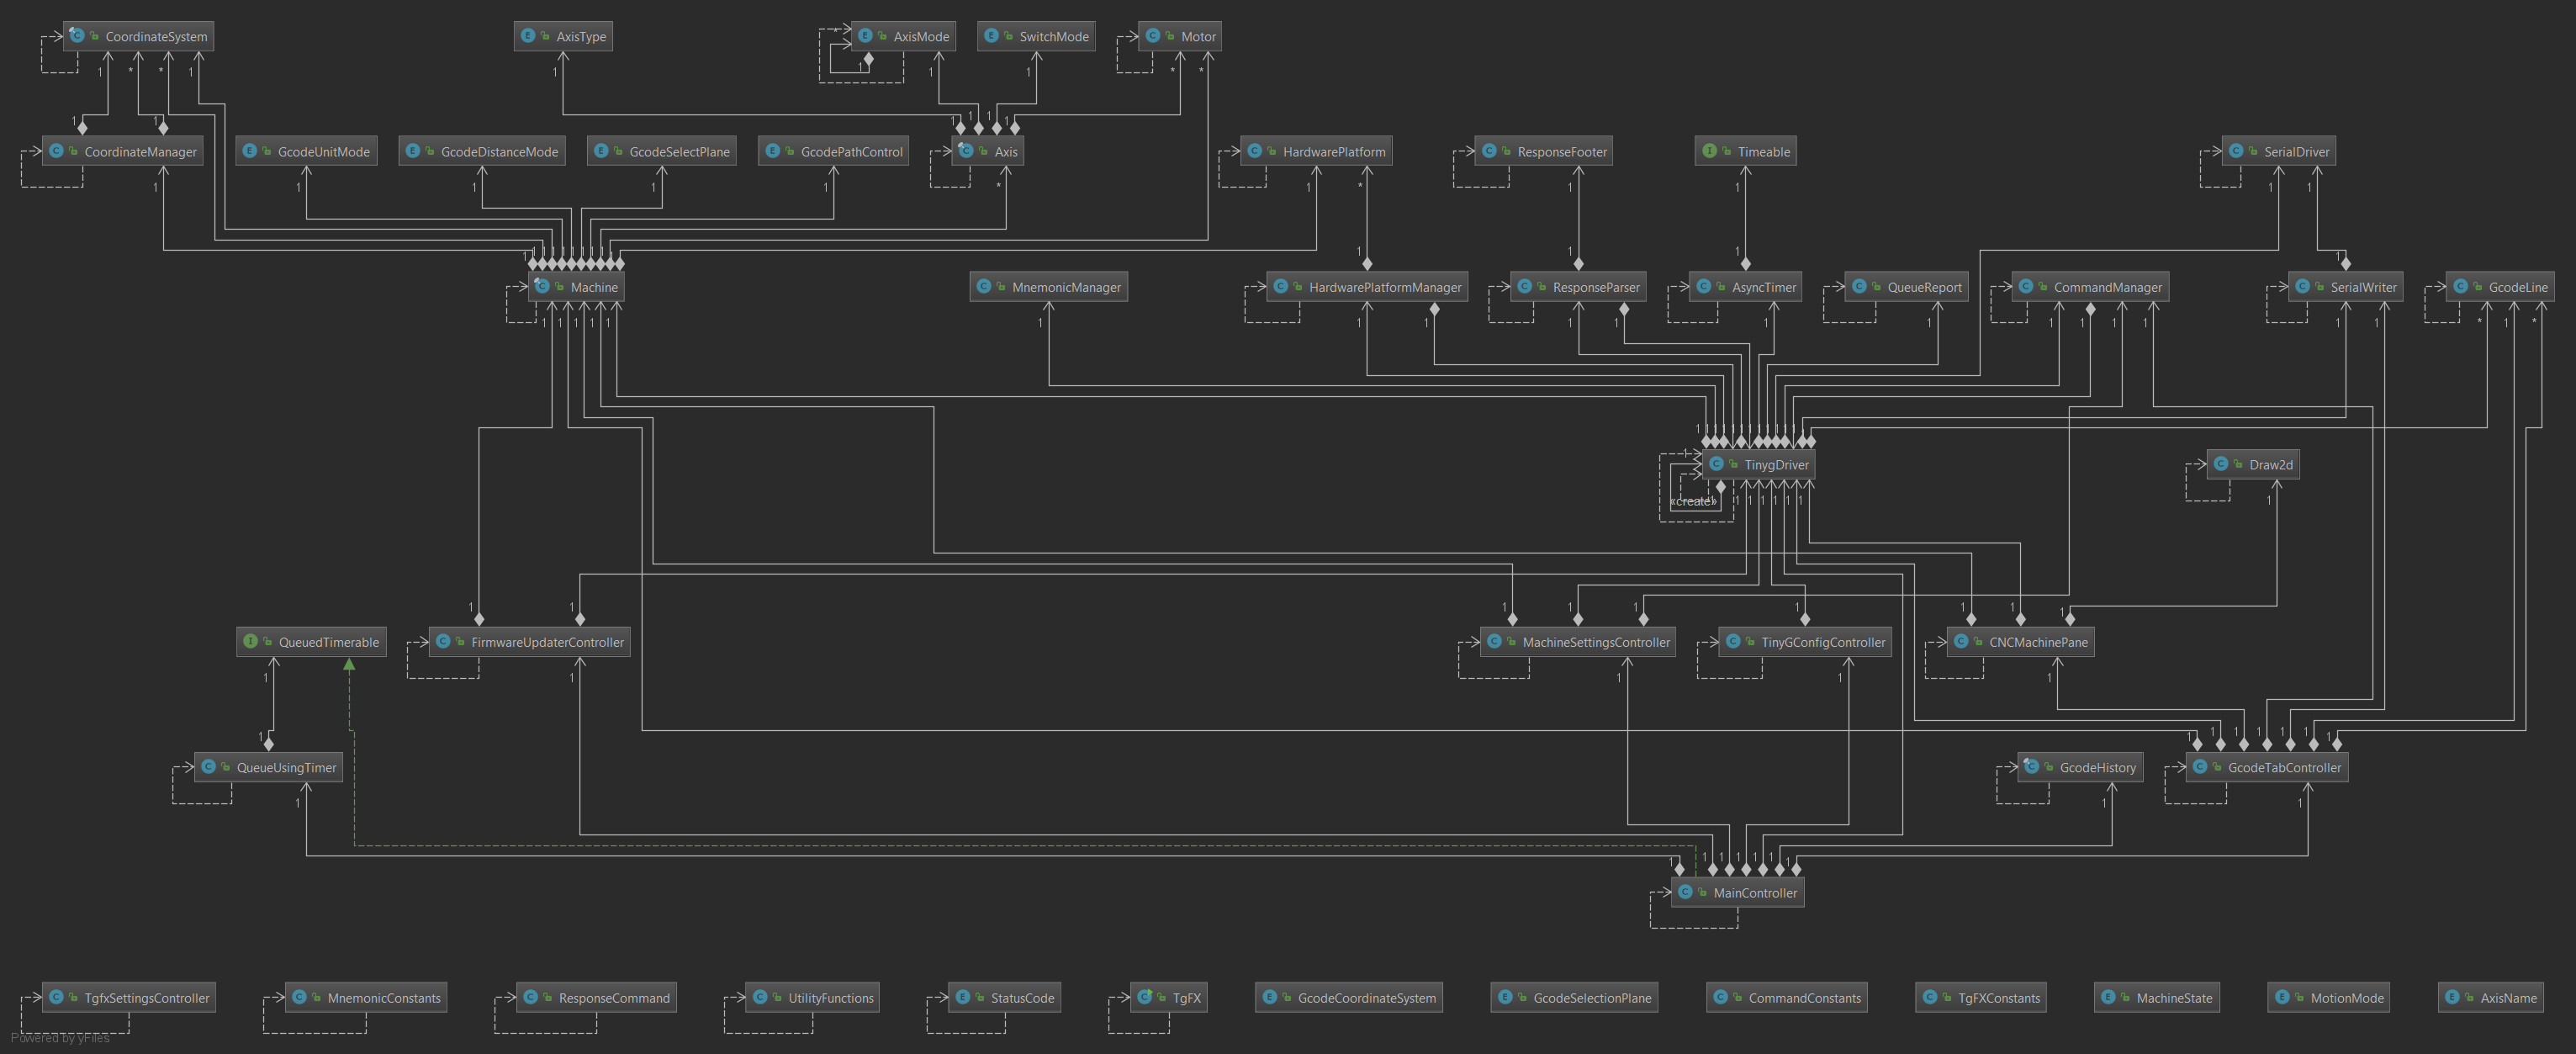 CoordinateSystem
AxisType
AxisMode
SwitchMode
Motor
CoordinateManager
GcodeUnitMode
GcodeDistanceMode
GcodeSelectPlane
GcodePathControl
Axis
HardwarePlatform
ResponseFooter
Timeable
SerialDriver
Machine
MnemonicManager
HardwarePlatformManager
ResponseParser
AsyncTimer
QueueReport
CommandManager
SerialWriter
GcodeLine
TinygDriver
Draw2d
«create»
QueuedTimerable
FirmwareUpdaterController
MachineSettingsController
TinyGConfigController
CNCMachinePane
QueueUsingTimer
GcodeHistory
GcodeTabController
MainController
TgfxSettingsController
MnemonicConstants
ResponseCommand
UtilityFunctions
StatusCode
TgFX
GcodeCoordinateSystem
GcodeSelectionPlane
CommandConstants
TgFXConstants
MachineState
MotionMode
AxisName
Powered by yFiles